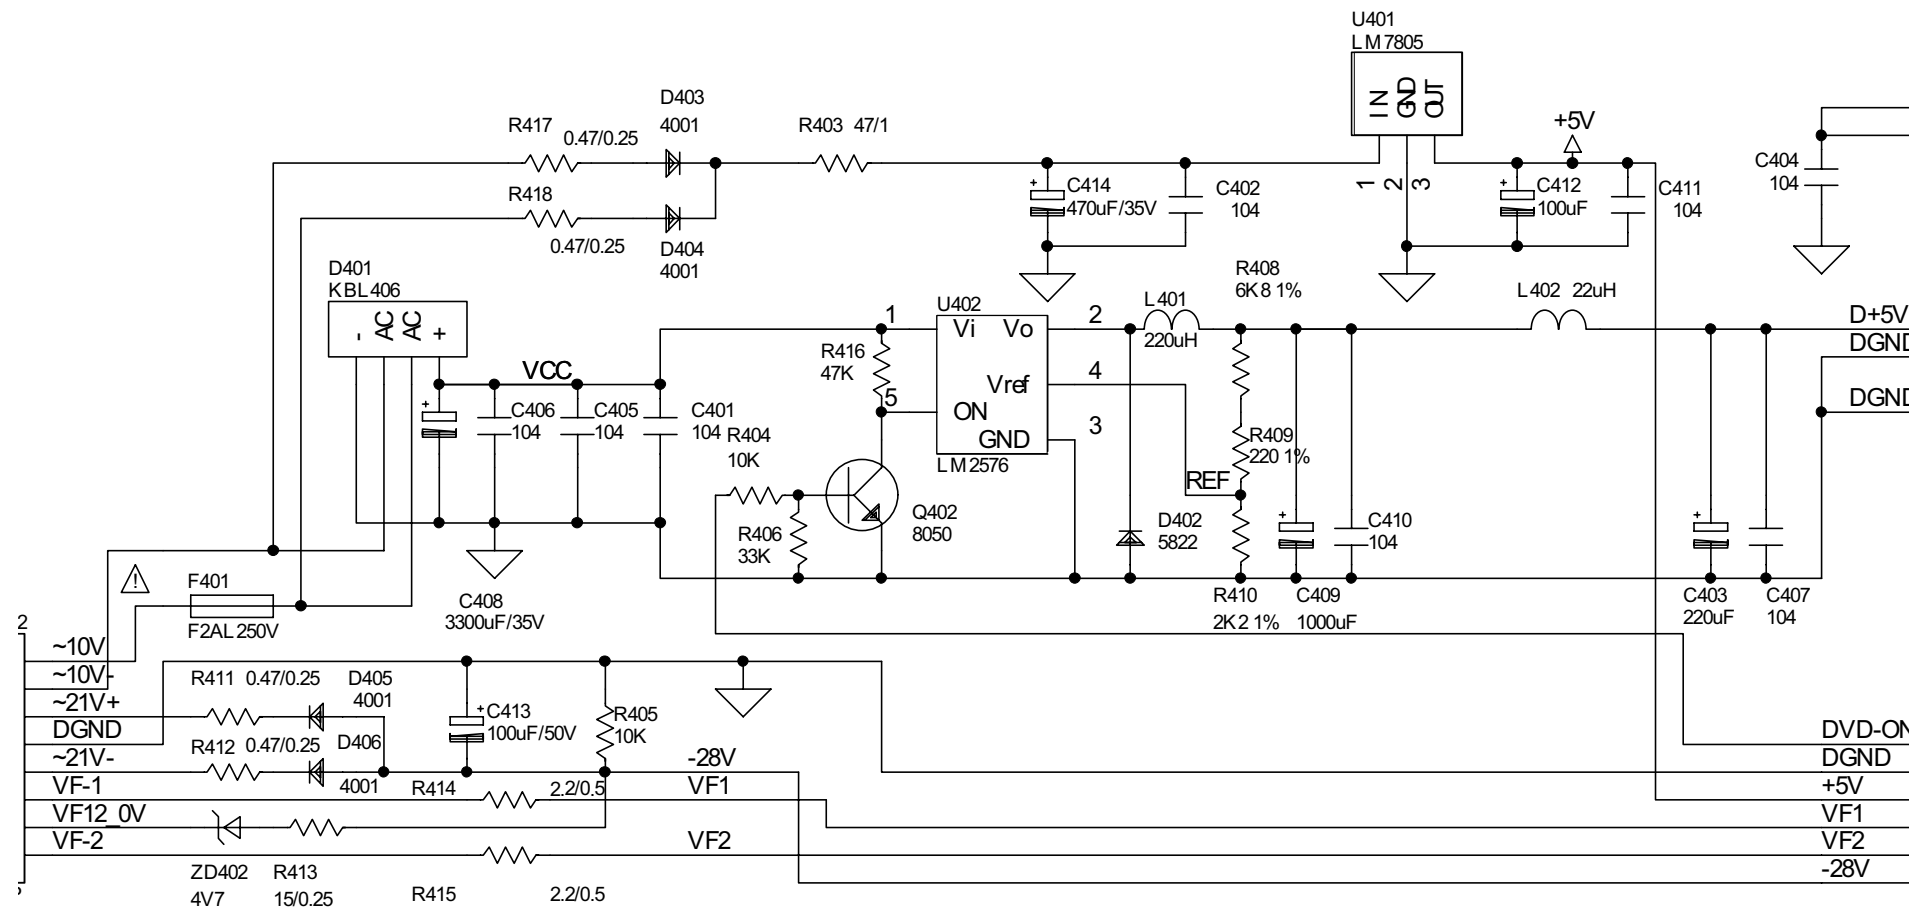 U401
LM7805
IN
GND
OUT
1
2
3
D403
4001
R417
0.47/0.25
R403 47/1
+5V
R418
0.47/0.25
D404
4001
+
C414
470uF/35V
C402
104
+
C412
100uF
C411
104
C404
104
D401
KBL406
-
AC
AC
+
VCC
+
C406
104
C405
104
C401
104
C408
3300uF/35V
R416
47K
1
5
U402
Vi
Vo
Vref
ON
GND
LM2576
2
4
3
L401
220uH
R408
6K8 1%
R409
220 1%
REF
L402 22uH
D+5V
DGND
DGND
R404
10K
R406
33K
Q402
8050
D402
5822
R410
2K2 1%
+
C409
1000uF
C410
104
+
C403
220uF
C407
104
!
F401
F2AL250V
2
~10V
~10V-
~21V+
DGND
~21V-
VF-1
VF12_0V
VF-2
R411 0.47/0.25
D405
4001
R412 0.47/0.25
D406
4001
+
C413
100uF/50V
R405
10K
-28V
R414
2.2/0.5
VF1
VF2
ZD402
4V7
R413
15/0.25
R415
2.2/0.5
DVD-ON
DGND
+5V
VF1
VF2
-28V